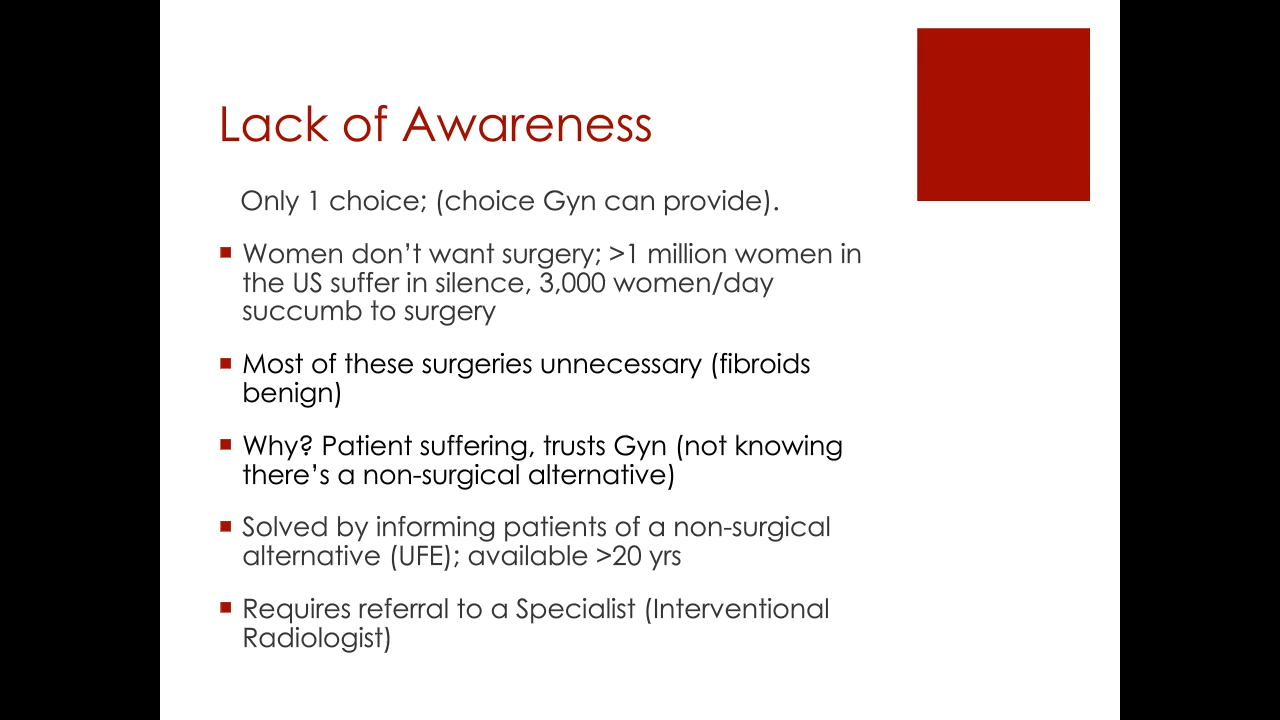 Lack of Awareness
Only 1 choice; (choice Gyn can provide).
Women don’t want surgery; >1 million women in
the US suffer in silence, 3,000 women/day
succumb to surgery
Most of these surgeries unnecessary (fibroids
benign)
Why? Patient suffering, trusts Gyn (not knowing
there’s a non-surgical alternative)
Solved by informing patients of a non-surgical
alternative (UFE); available >20 yrs
Requires referral to a Specialist (Interventional
Radiologist)